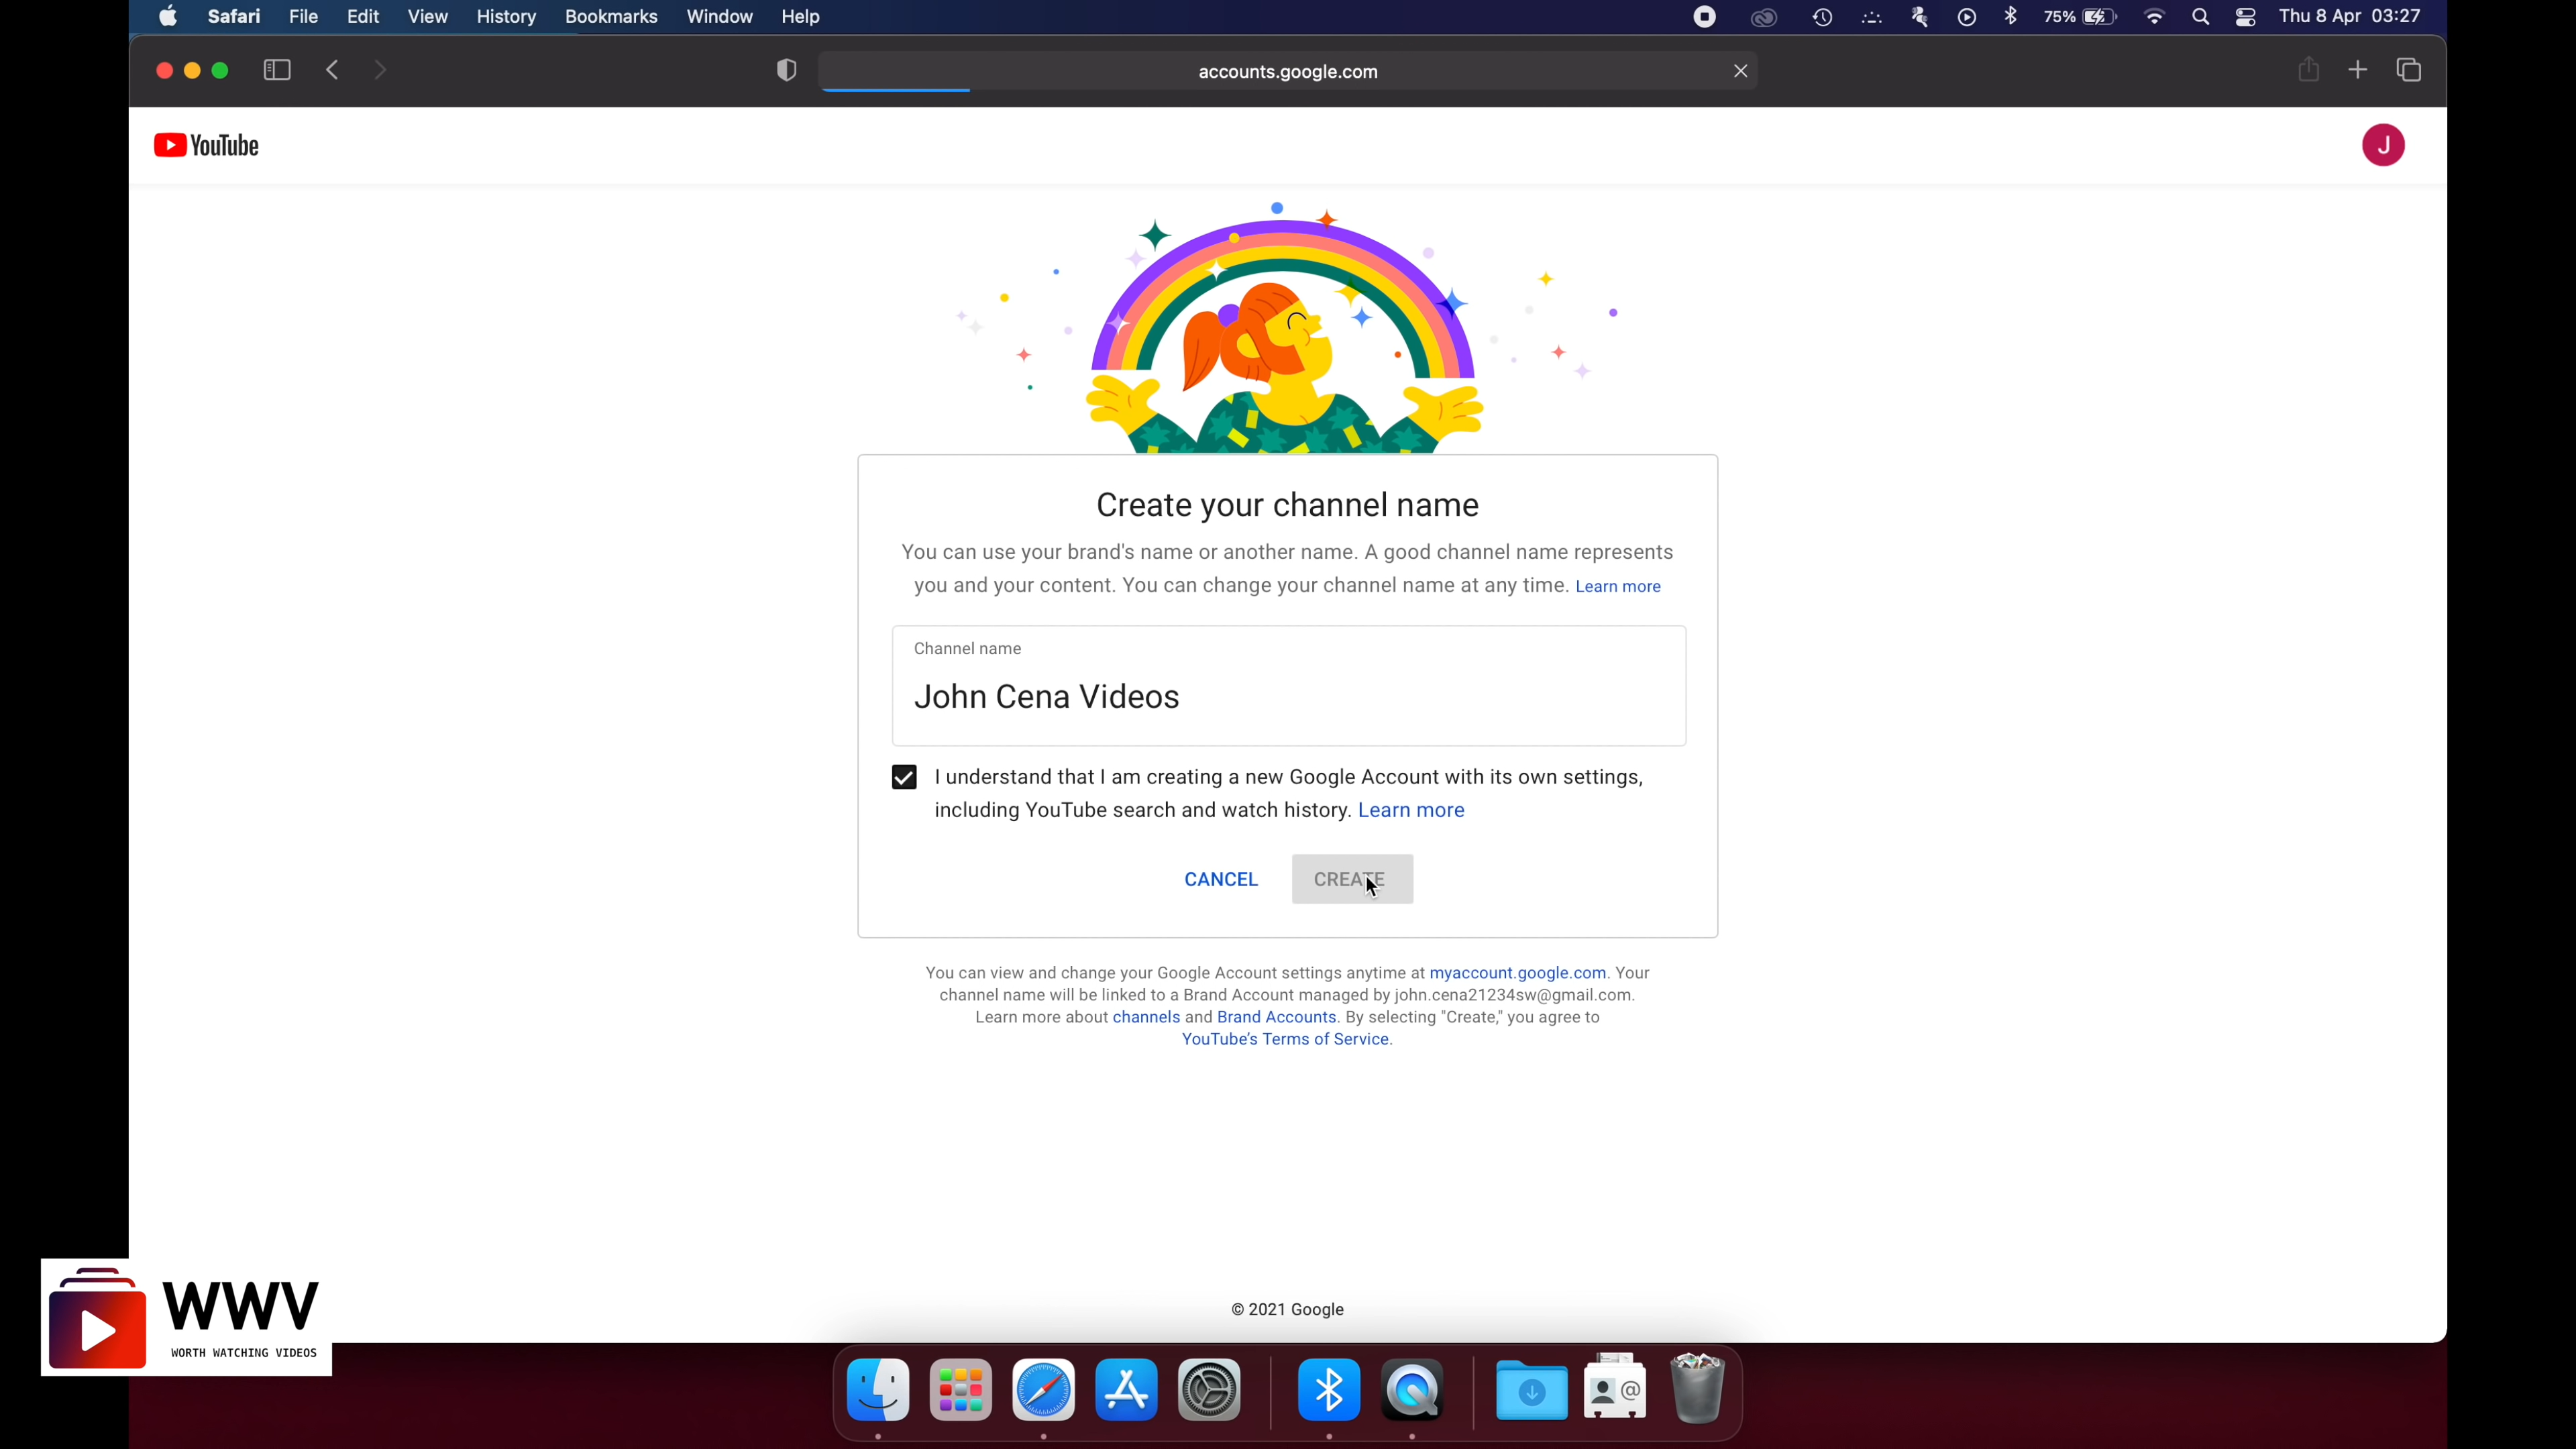 Safari File Edit View History Bookmarks Window Help 75% Thu 8 Apr 03:27
accounts.google.com
YouTube
J
Create your channel name
You can use your brand's name or another name. A good channel name represents
you and your content. You can change your channel name at any time. Learn more
Channel name
John Cena Videos
I understand that I am creating a new Google Account with its own settings,
including YouTube search and watch history. Learn more
CANCEL CREATE
You can view and change your Google Account settings anytime at myaccount.google.com. Your
channel name will be linked to a Brand Account managed by john.cena21234sw@gmail.com.
Learn more about channels and Brand Accounts. By selecting "Create," you agree to
YouTube's Terms of Service.
© 2021 Google
WWV
WORTH WATCHING VIDEOS
@